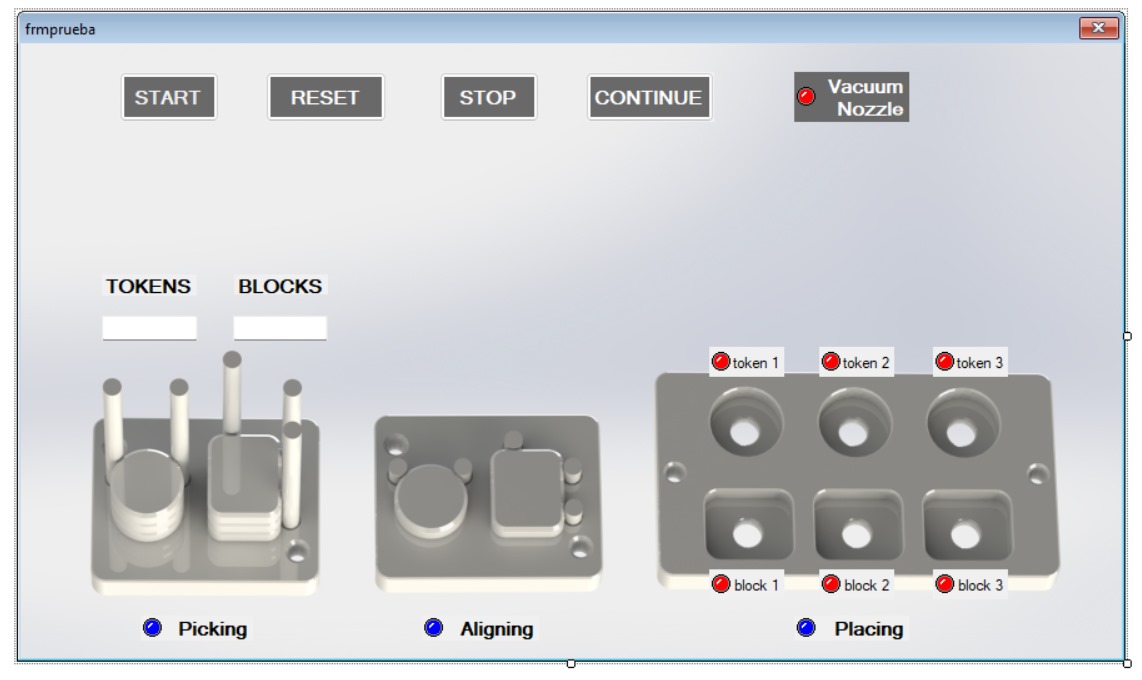 frmprueba
START
RESET
STOP
CONTINUE
Vacuum
Nozzle
TOKENS
BLOCKS
token 1
token 2
token 3
block 1
block 2
block 3
Picking
Aligning
Placing